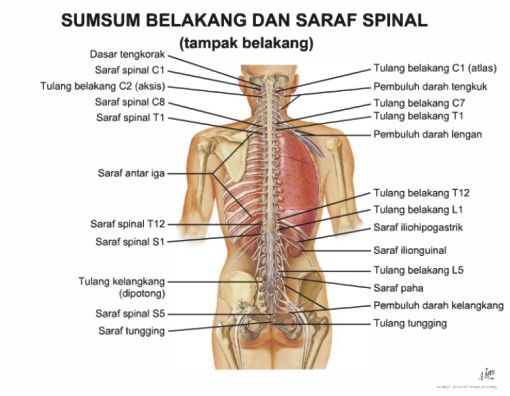 SUMSUM BELAKANG DAN SARAF SPINAL
(tampak belakang)
Dasar tengkorak
Saraf spinal C1
Tulang belakang C2 (aksis)
Saraf spinal C8
Saraf spinal T1
Saraf antar iga
Saraf spinal T12
Saraf spinal S1
Tulang kelangkang
(dipotong)
Saraf spinal S5
Saraf tungging
Tulang belakang C1 (atlas)
Pembuluh darah tengkuk
Tulang belakang C7
Tulang belakang T1
Pembuluh darah lengan
Tulang belakang T12
Tulang belakang L1
Saraf iliohipogastrik
Saraf ilionguinal
Tulang belakang L5
Saraf paha
Pembuluh darah kelangkang
Tulang tungging